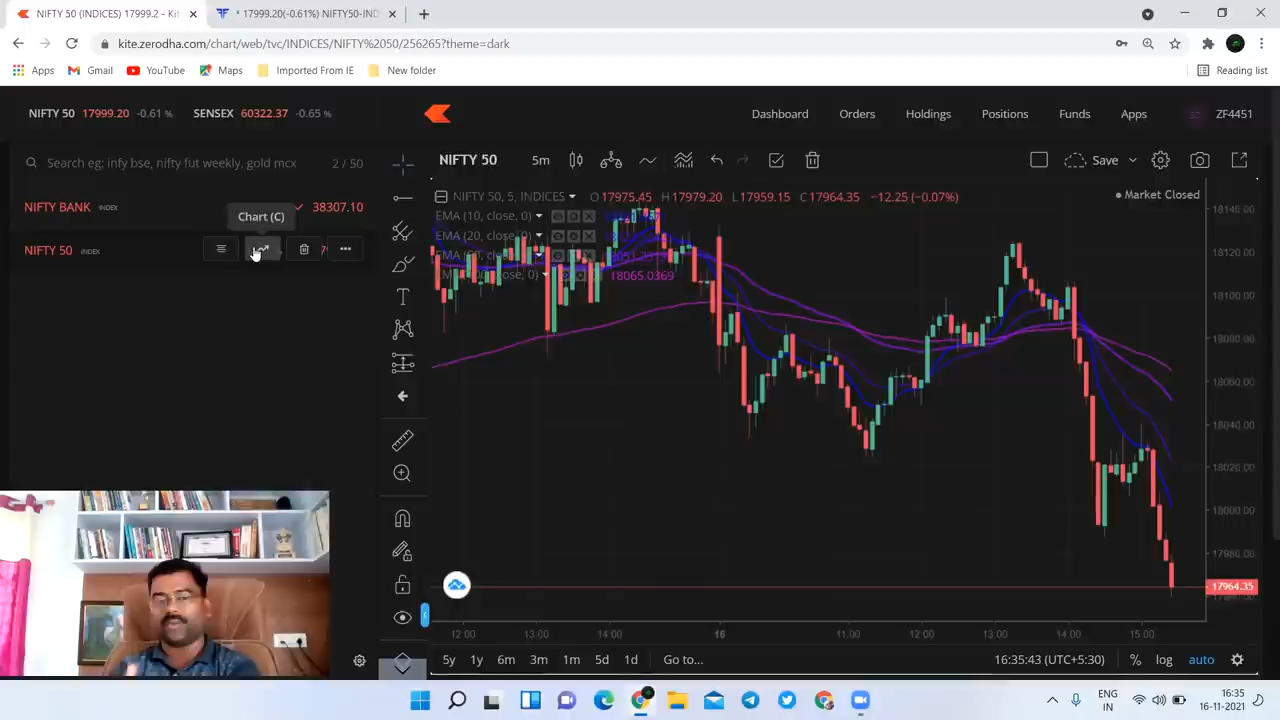 NIFTY 50 (INDICES) 17999.2 -
* 17999.20(-0.61%) NIFTY50-IND
kite.zerodha.com/chart/web/tvc/INDICES/NIFTY%2050/256265?theme=dark
Apps Gmail YouTube Maps Imported From IE New folder Reading list
NIFTY 50 17999.20 -0.61 % SENSEX 60322.37 -0.65 %
Dashboard Orders Holdings Positions Funds Apps ZF4451
Search eg: infy bse, nifty fut weekly, gold mcx 2 / 50
NIFTY BANK INDEX 38307.10
Chart (C)
NIFTY 50 INDEX
NIFTY 50 5m Save
NIFTY 50, 5, INDICES O17975.45 H17979.20 L17959.15 C17964.35 −12.25 (−0.07%)
Market Closed
EMA (10, close, 0)
EMA (20, close, 0)
18065.0369
18140.00
18120.00
18100.00
18080.00
18060.00
18040.00
18020.00
18000.00
17980.00
17964.35
12:00 13:00 14:00 16 11:00 12:00 13:00 14:00 15:00
5y 1y 6m 3m 1m 5d 1d Go to... 16:35:43 (UTC+5:30) % log auto
ENG
IN
16:35
16-11-2021